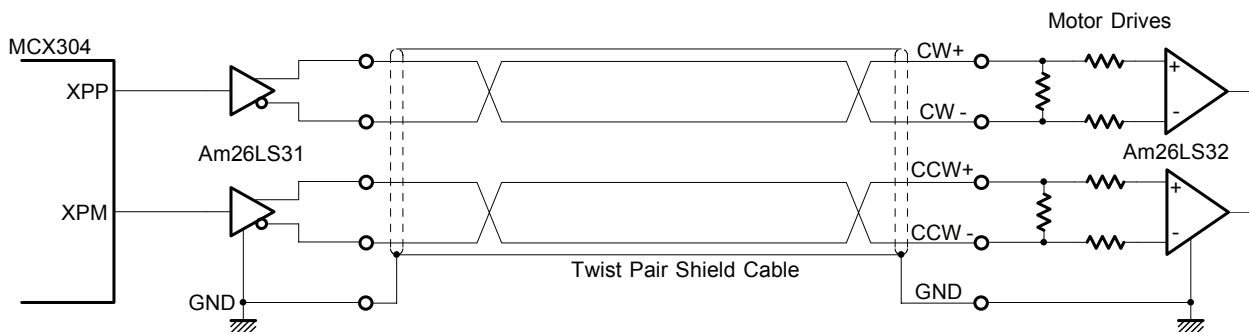 Motor Drives
MCX304
CW+
XPP
+
-
CW -
Am26LS31
Am26LS32
CCW+
XPM
+
-
CCW -
Twist Pair Shield Cable
GND
GND